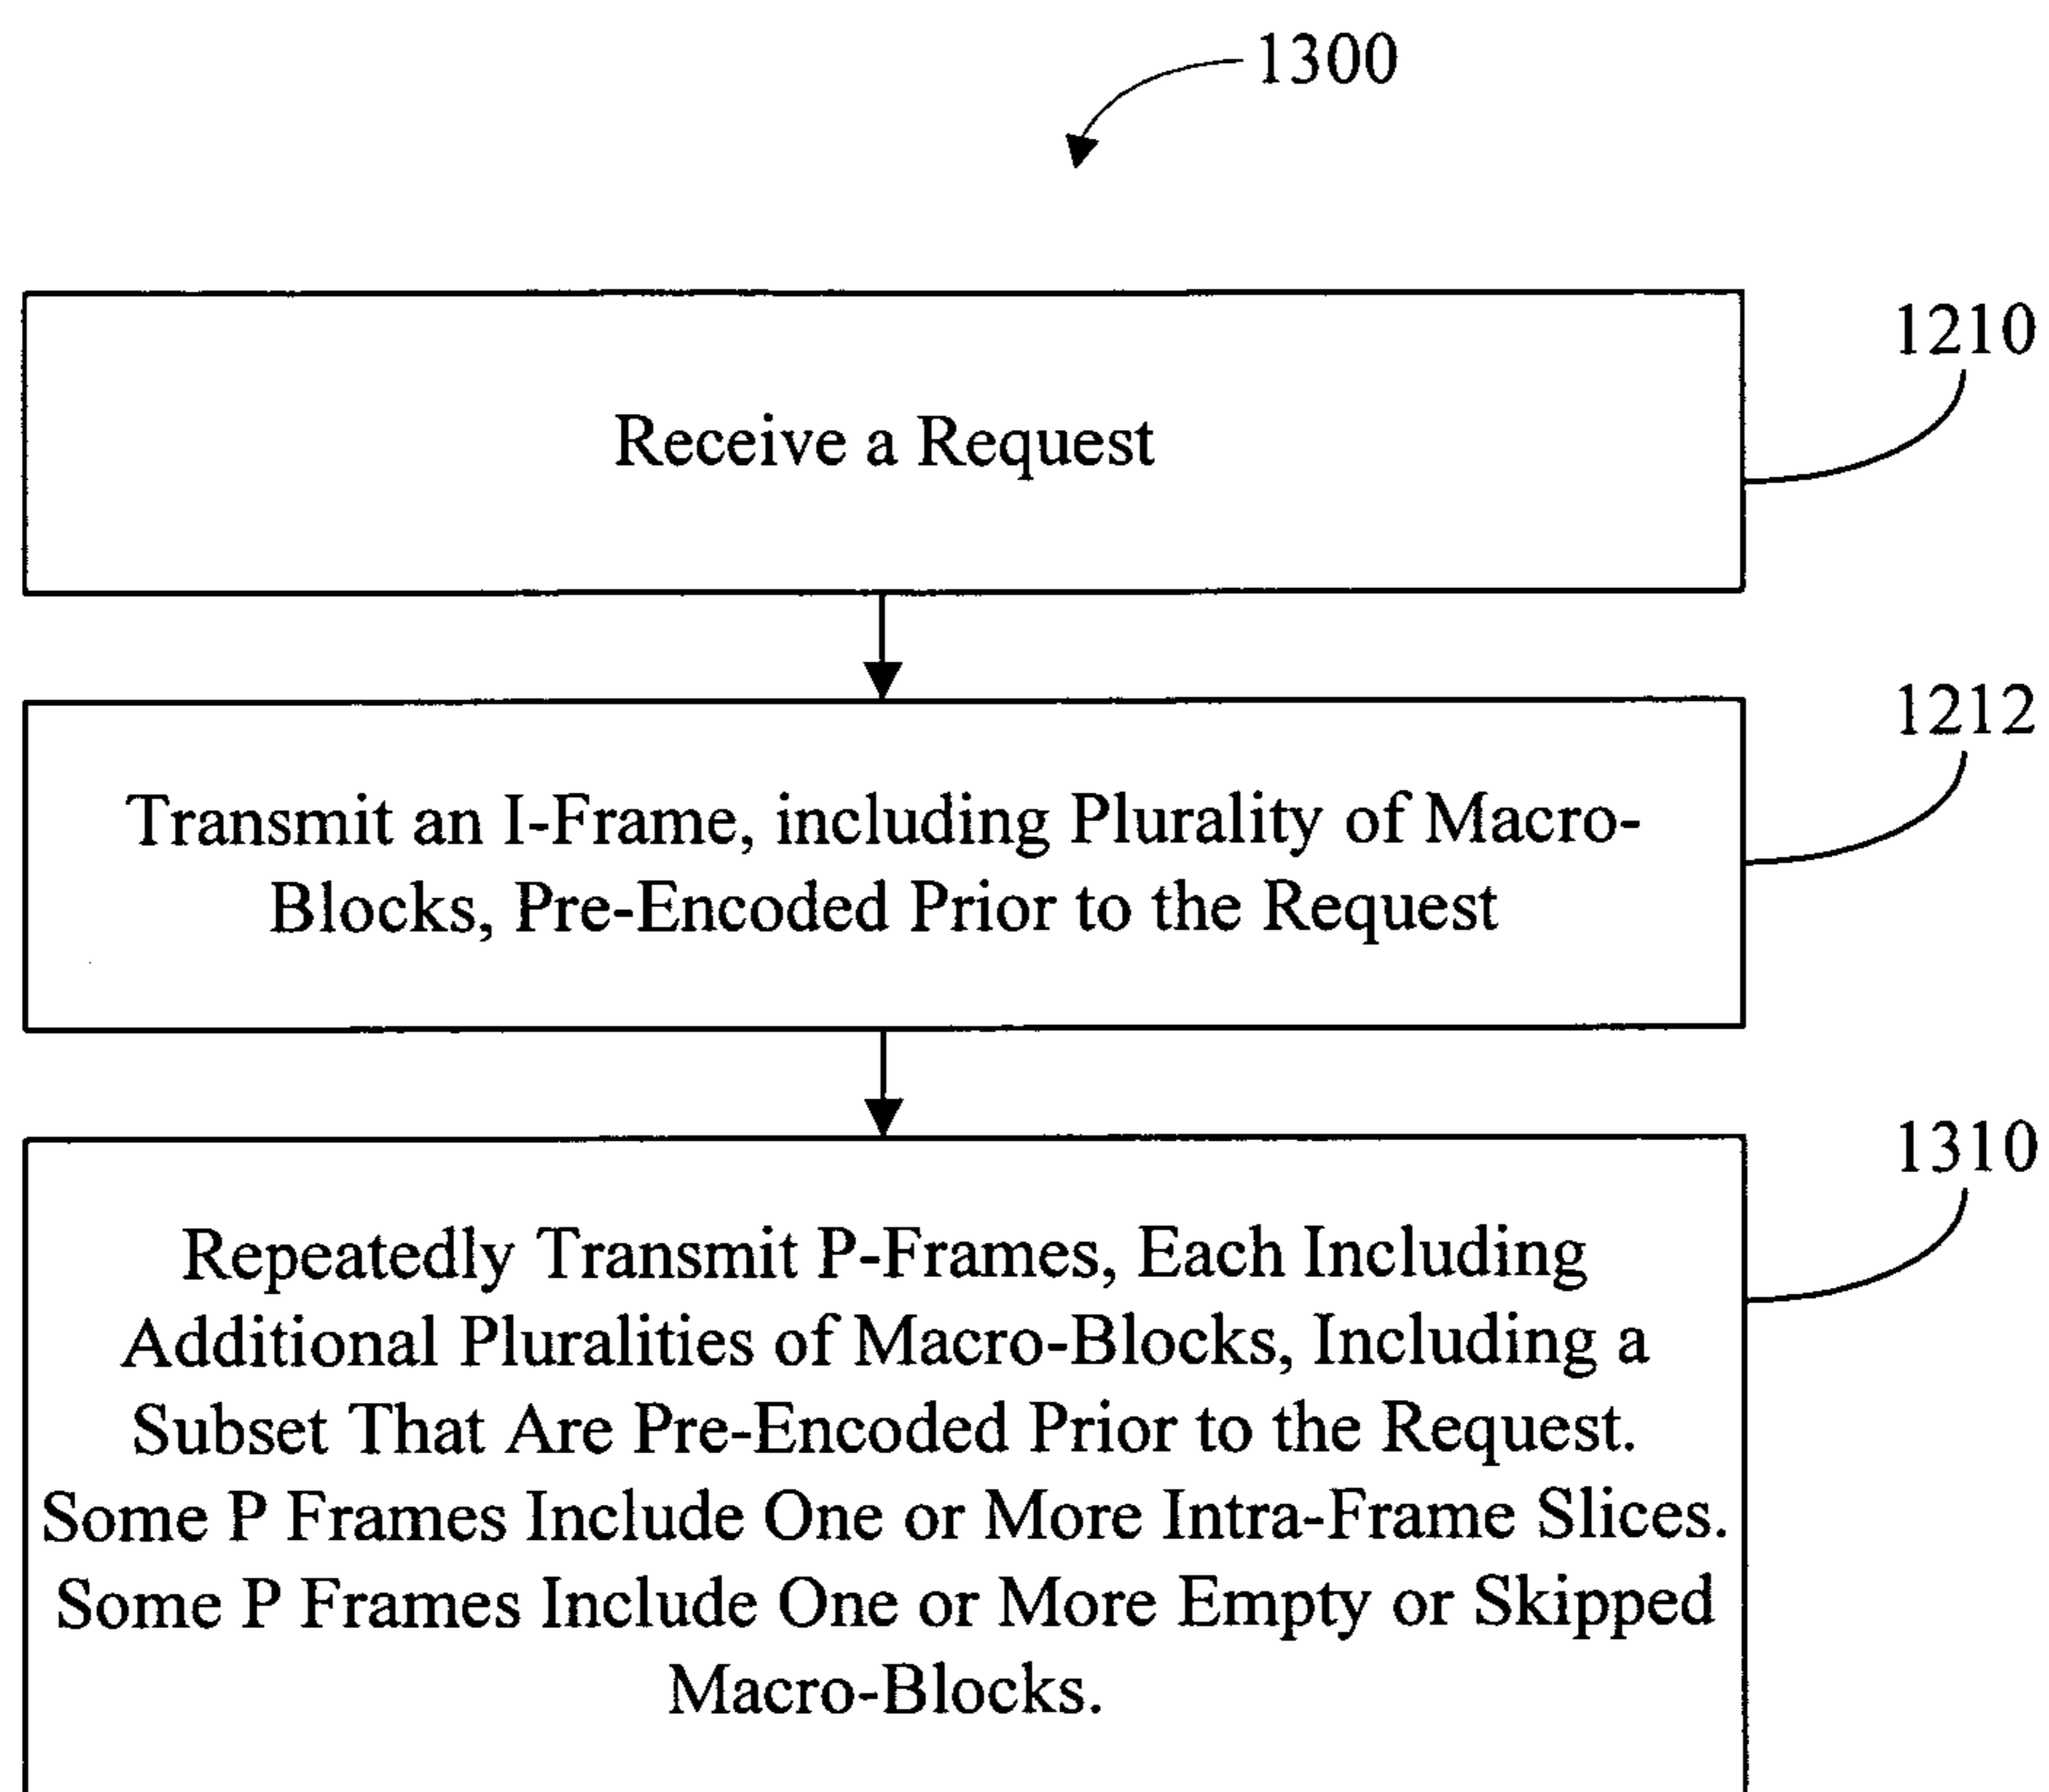 1300
1210
Receive a Request
1212
Transmit an I-Frame, including Plurality of Macro-
Blocks, Pre-Encoded Prior to the Request
1310
Repeatedly Transmit P-Frames, Each Including
Additional Pluralities of Macro-Blocks, Including a
Subset That Are Pre-Encoded Prior to the Request.
Some P Frames Include One or More Intra-Frame Slices.
Some P Frames Include One or More Empty or Skipped
Macro-Blocks.